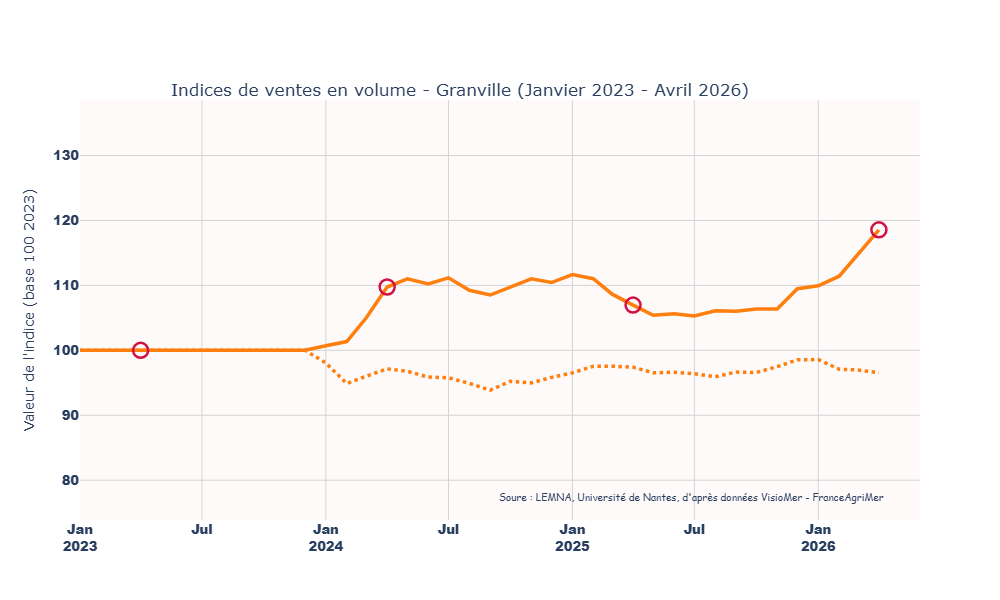 Indices de ventes en volume - Granville (Janvier 2023 - Avril 2026)
Valeur de l'indice (base 100 2023)
130
120
110
100
90
80
Soure : LEMNA, Université de Nantes, d'après données VisioMer - FranceAgriMer
Jan Jul Jan Jul Jan Jul Jan
2023 2024 2025 2026